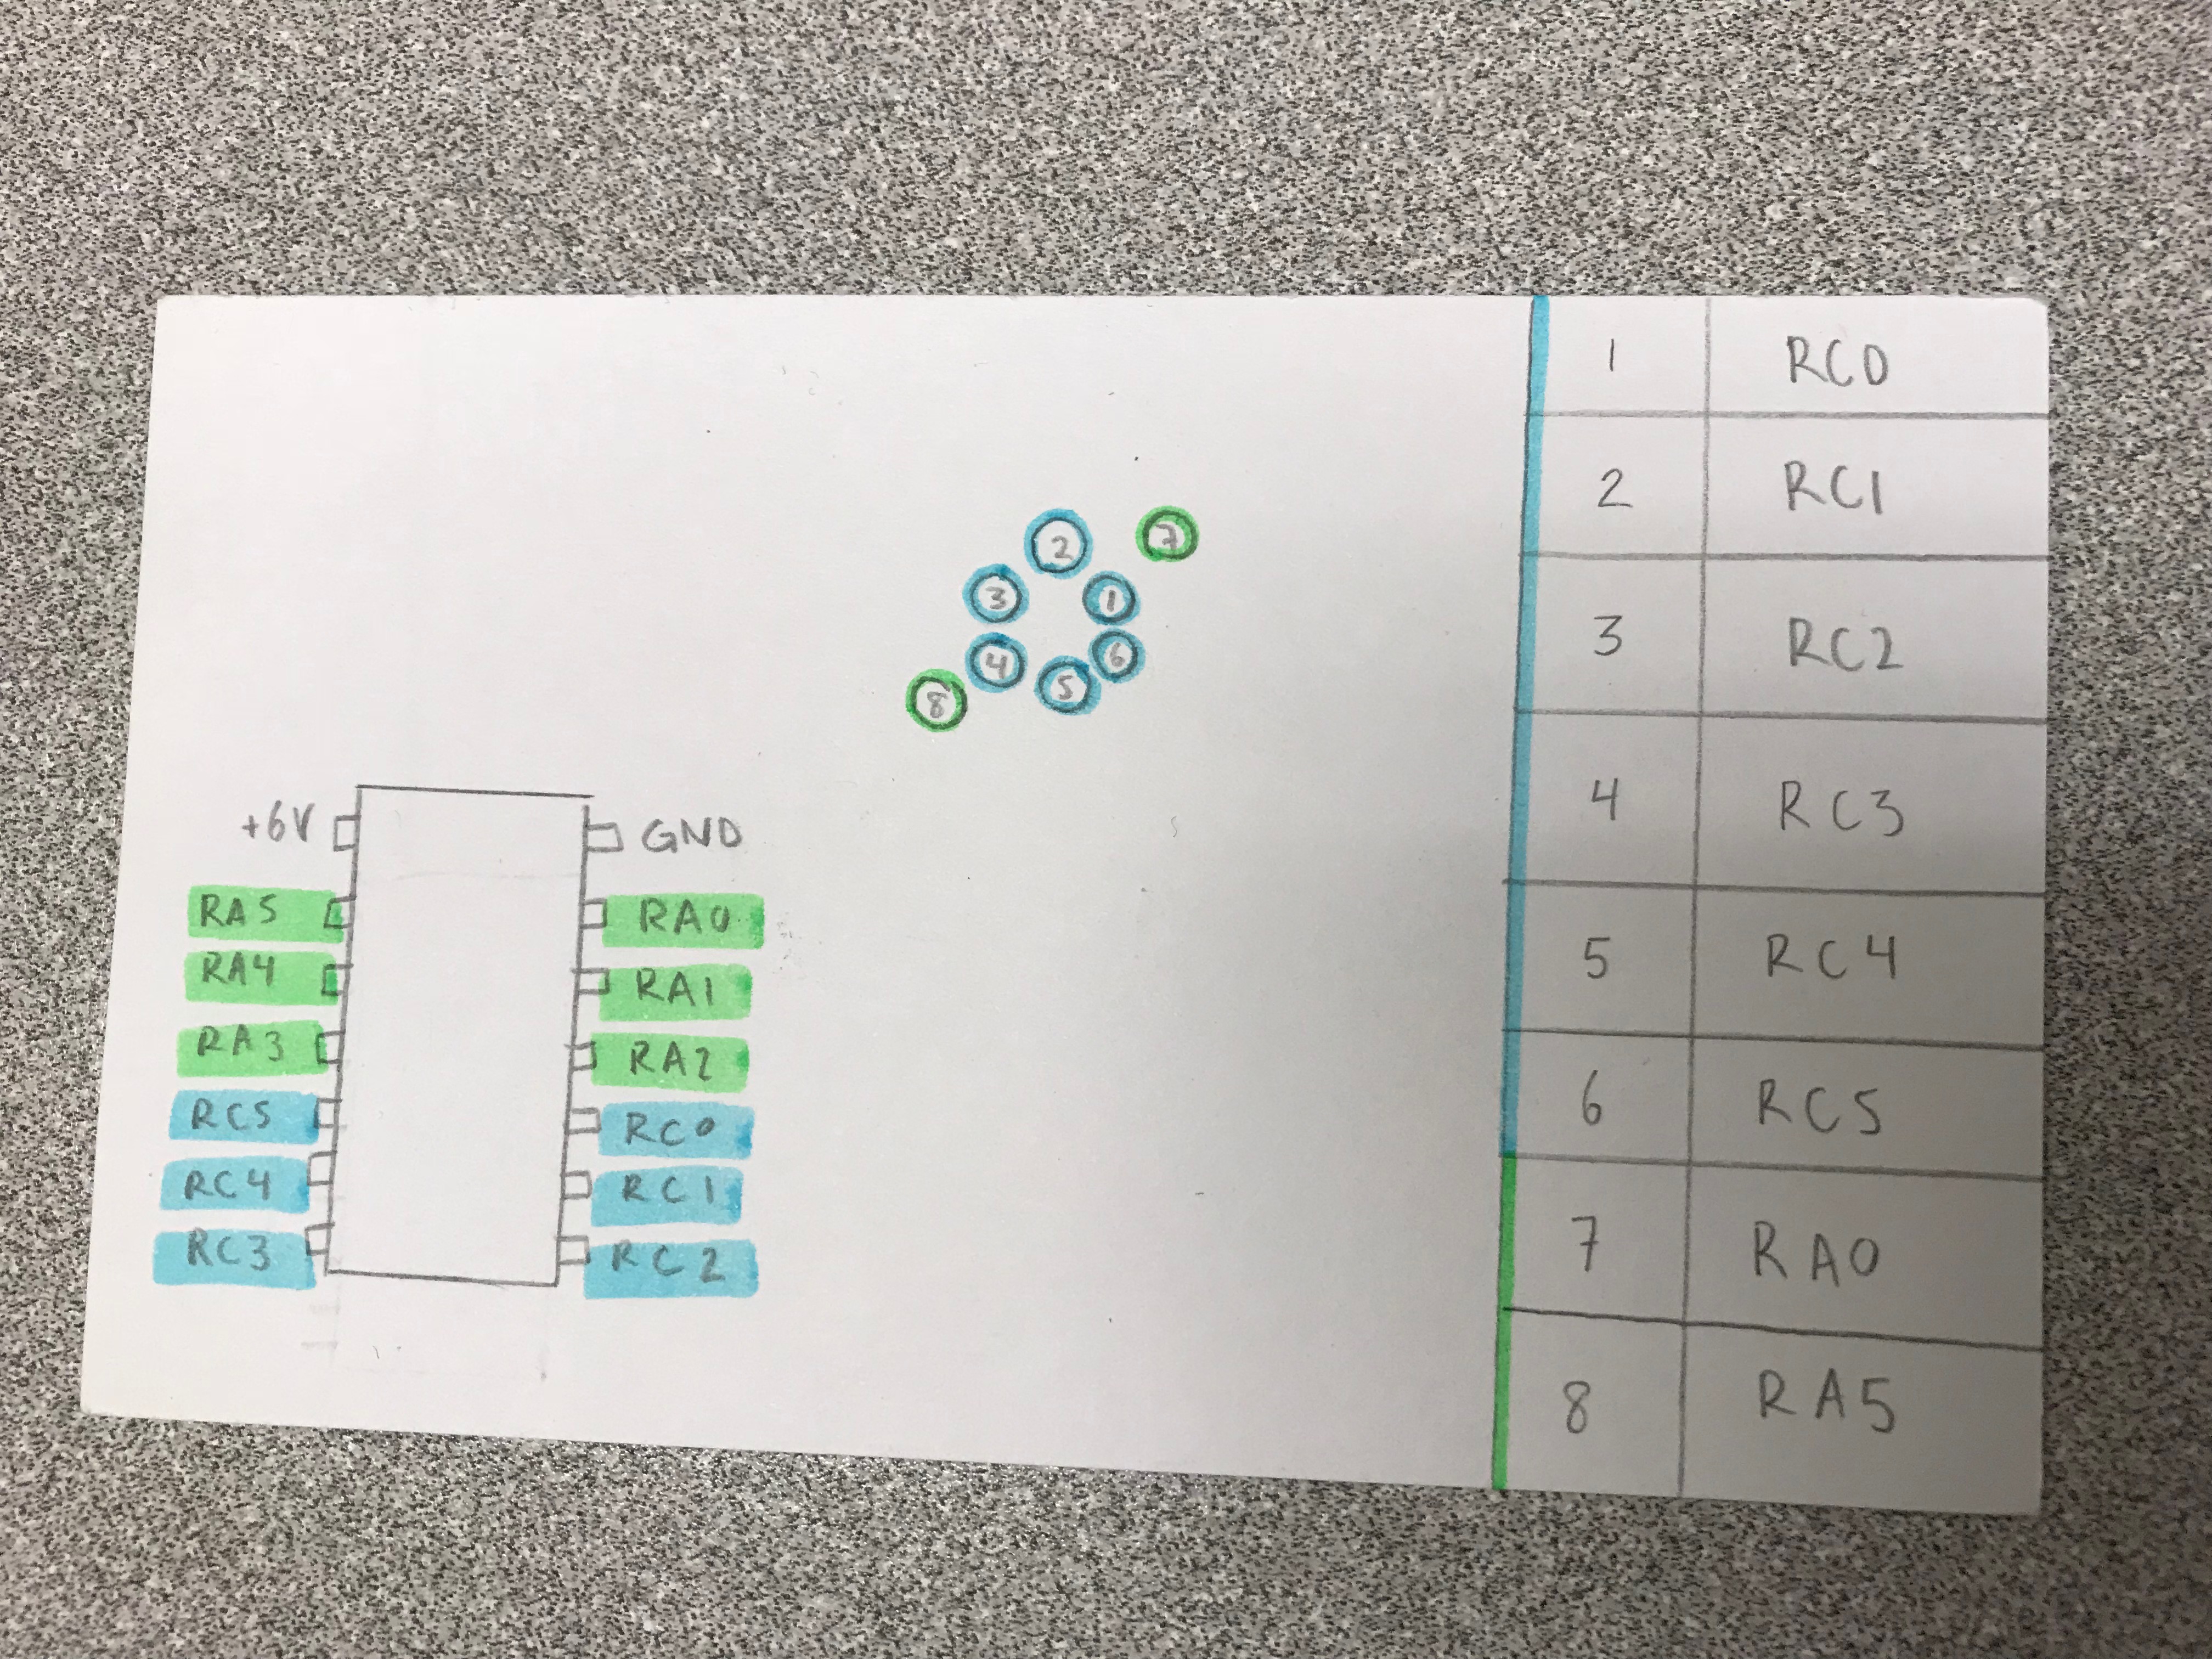 +6V GND
RA5 RA0
RA4 RA1
RA3 RA2
RC5 RC0
RC4 RC1
RC3 RC2
2 7
3 1
4 6
8 5
1 RC0
2 RC1
3 RC2
4 RC3
5 RC4
6 RC5
7 RA0
8 RA5